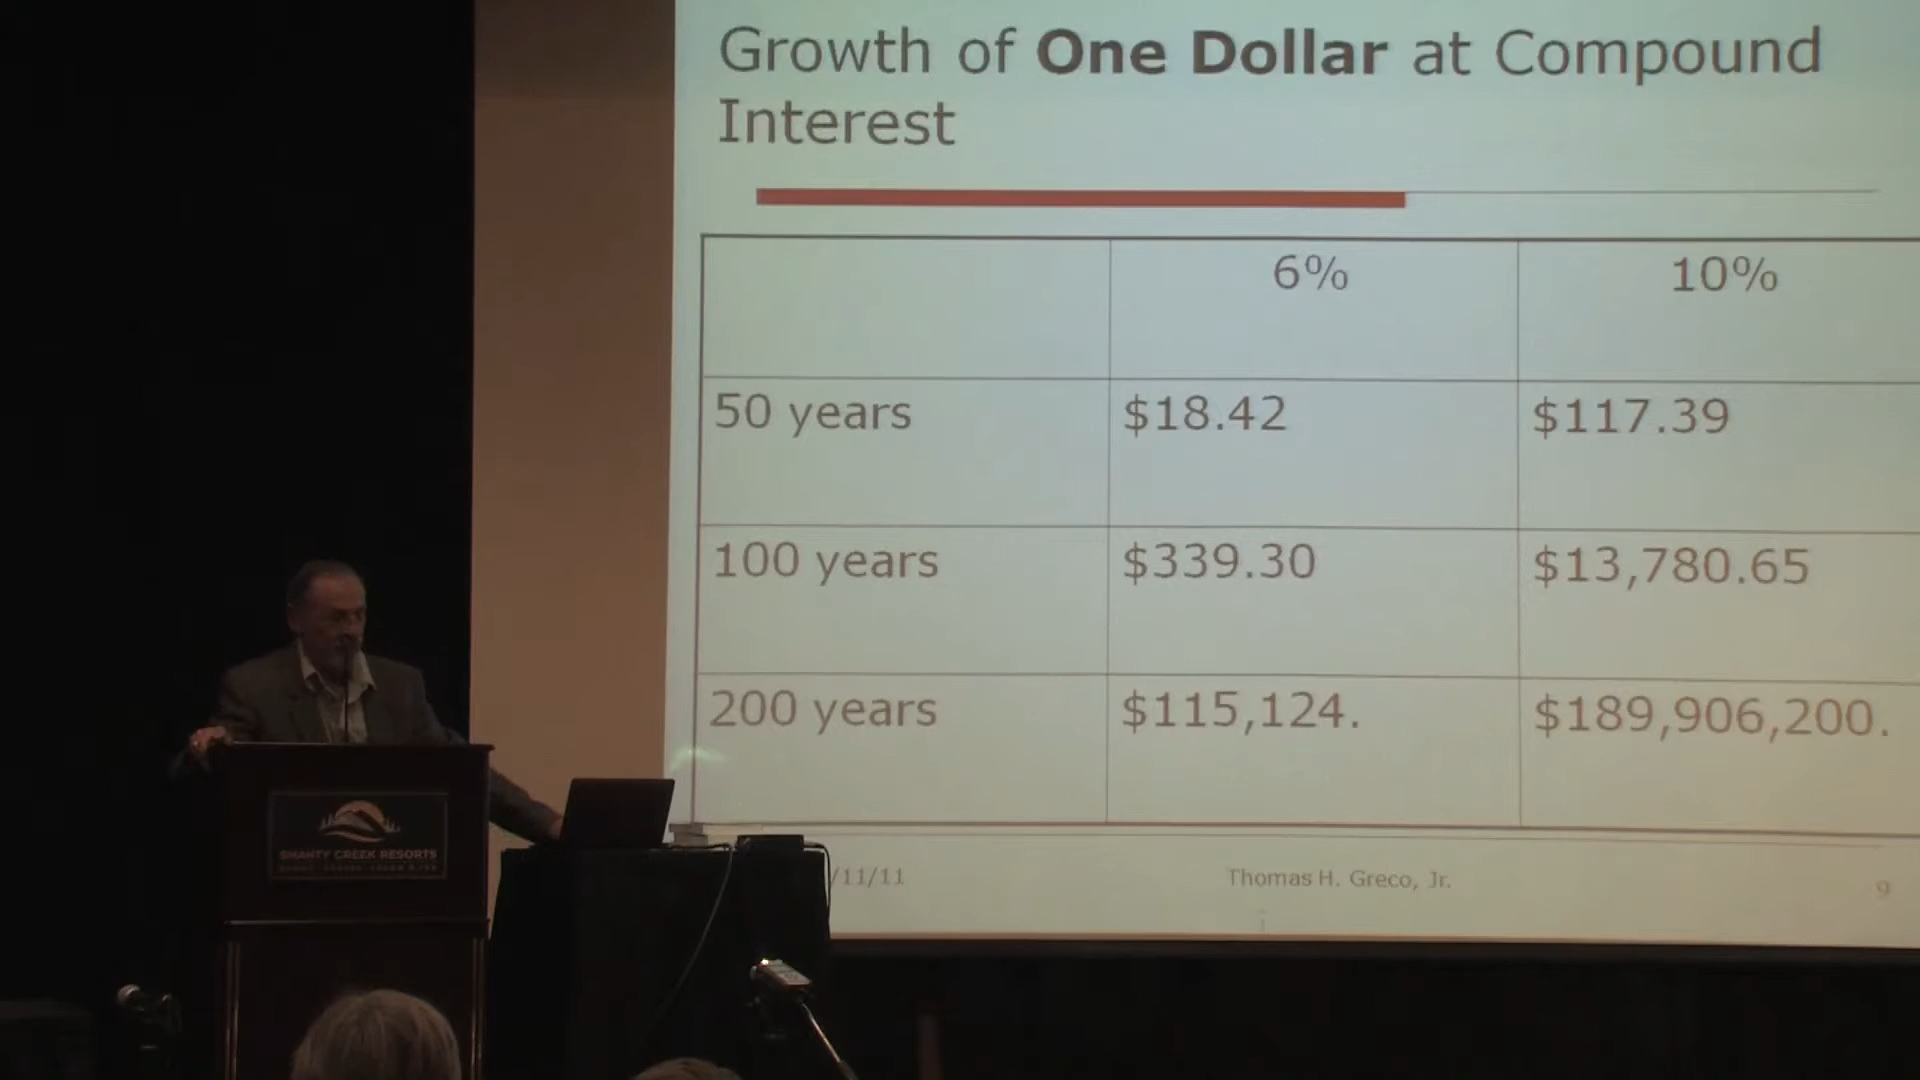 Growth of One Dollar at Compound
Interest
6% 10%
50 years $18.42 $117.39
100 years $339.30 $13,780.65
200 years $115,124. $189,906,200.
/11/11 Thomas H. Greco, Jr. 9
SHANTY CREEK RESORTS